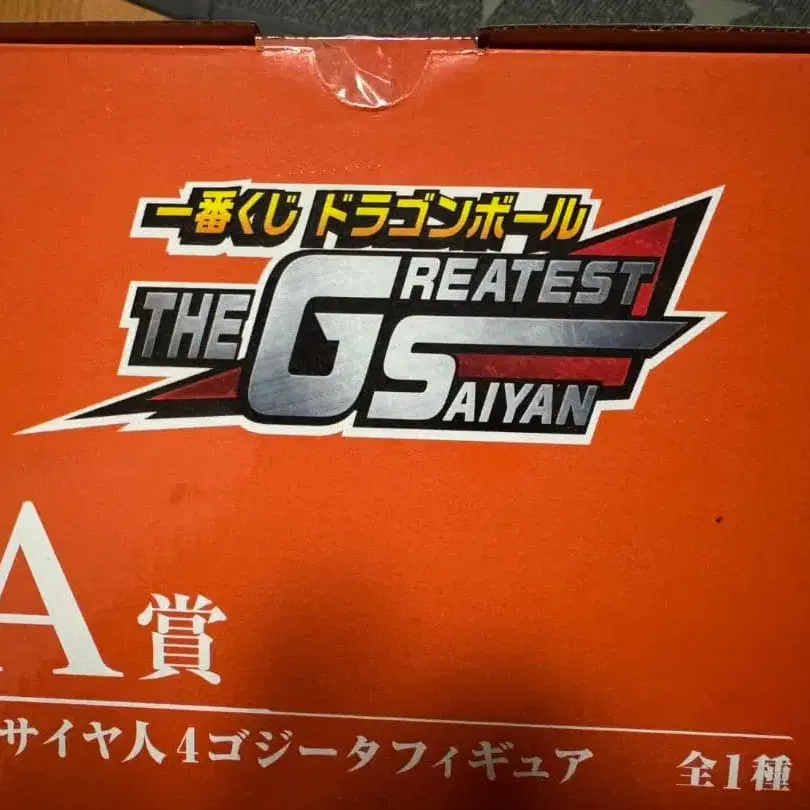 一番くじ ドラゴンボール
THE GREATEST SAIYAN
A賞
サイヤ人4ゴジータフィギュア 全1種